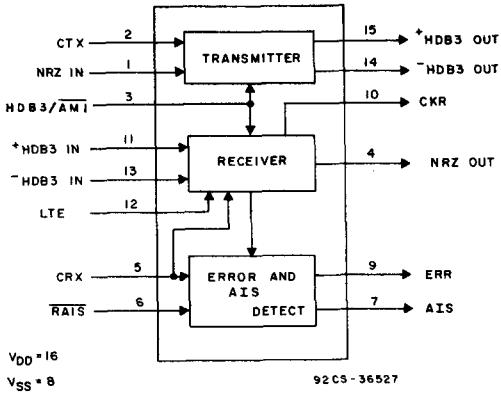 CTX 2 TRANSMITTER 15 +HDB3 OUT
NRZ IN 1 14 -HDB3 OUT
HDB3/AMI 3 10 CKR
+HDB3 IN 11 RECEIVER 4 NRZ OUT
-HDB3 IN 13
LTE 12
CRX 5 ERROR AND AIS DETECT 9 ERR
RAIS 6 7 AIS
VDD = 16
VSS = 8
92CS-36527